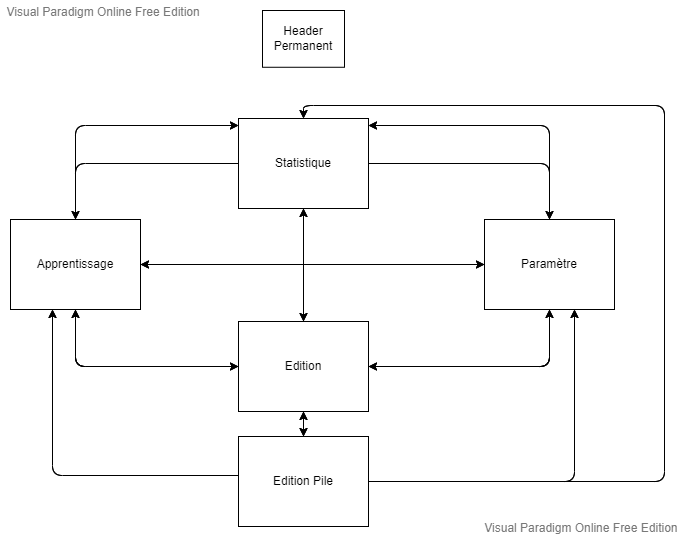 Visual Paradigm Online Free Edition
Header
Permanent
Statistique
Apprentissage
Paramètre
Edition
Edition Pile
Visual Paradigm Online Free Edition